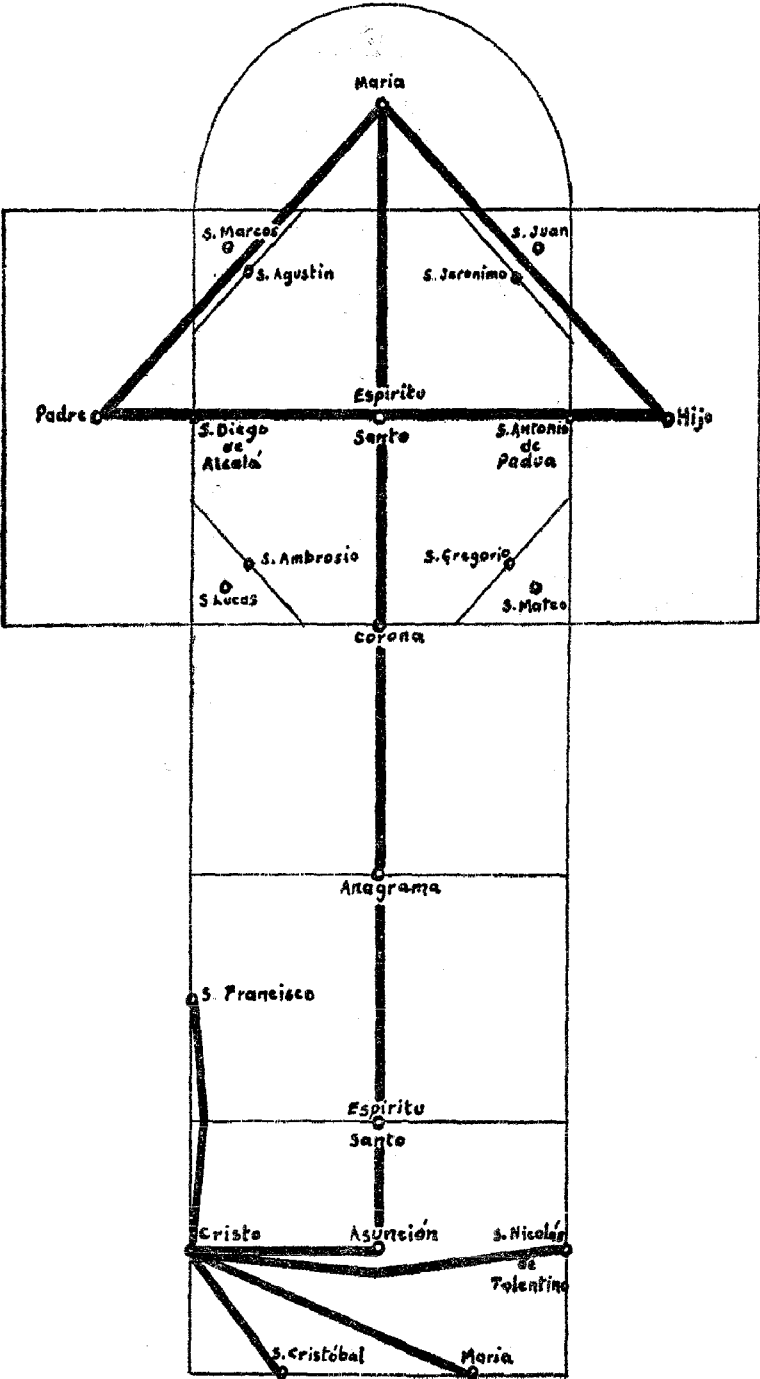 Maria
S. Marcos
S. Juan
S. Agustin
S. Jeronimo
Padre
Espiritu
Santo
Hijo
S. Diego
de
Alcalá
S. Antonio
de
Padua
S. Ambrosio
S. Gregorio
S Lucas
S. Mateo
corona
Anagrama
S. Francisco
Espiritu
Santo
Cristo
Asunción
S. Nicolás
de
Tolentino
S. Cristóbal
Maria